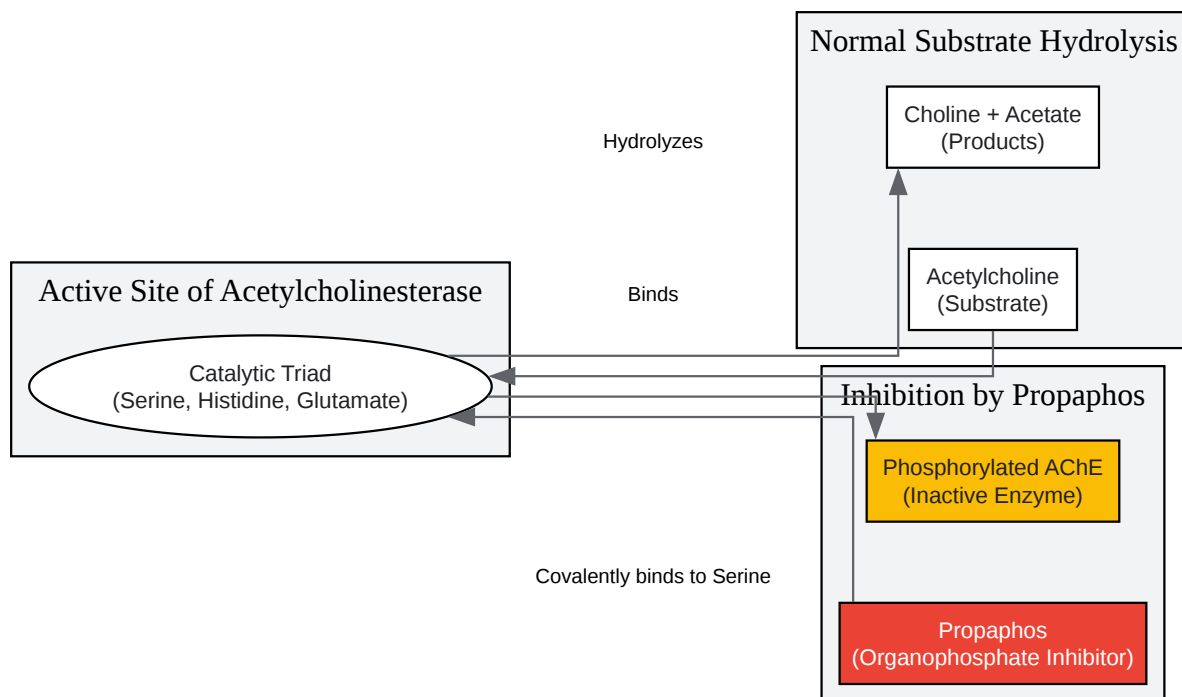 Normal Substrate Hydrolysis
Choline + Acetate
(Products)
Hydrolyzes
Acetylcholine
(Substrate)
Active Site of Acetylcholinesterase
Binds
Catalytic Triad
(Serine, Histidine, Glutamate)
Inhibition by Propaphos
Phosphorylated AChE
(Inactive Enzyme)
Covalently binds to Serine
Propaphos
(Organophosphate Inhibitor)